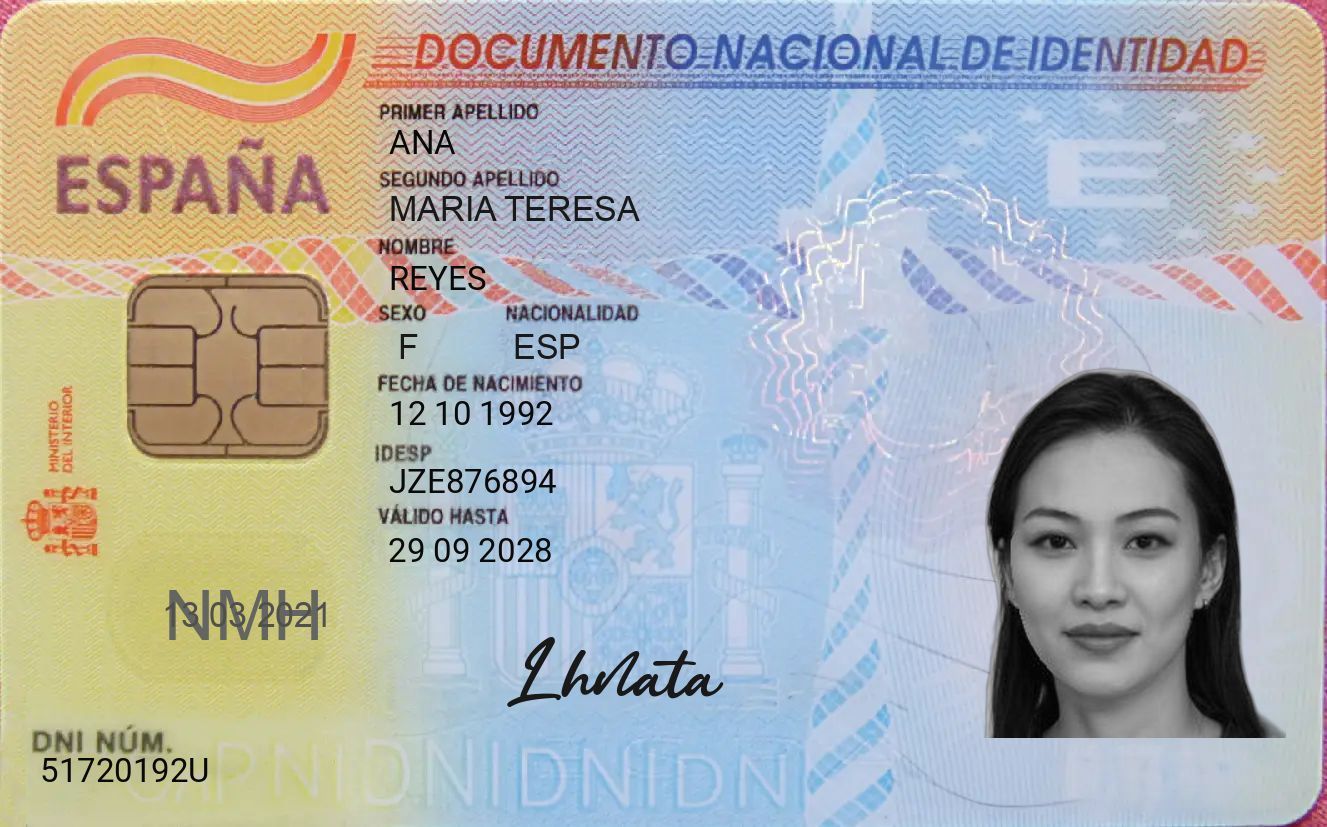 DOCUMENTO NACIONAL DE IDENTIDAD
ESPAÑA
PRIMER APELLIDO
ANA
SEGUNDO APELLIDO
MARIA TERESA
NOMBRE
REYES
SEXO NACIONALIDAD
F ESP
FECHA DE NACIMIENTO
12 10 1992
IDESP
JZE876894
VÁLIDO HASTA
29 09 2028
MINISTERIO
DEL INTERIOR
E
NMH
13 03 2021
DNI NÚM.
51720192U